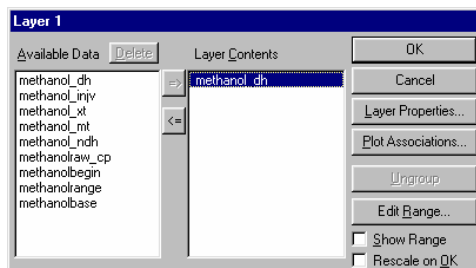 Layer 1
Available Data
Delete
Layer Contents
OK
methanol_dh
methanol_injv
methanol_xt
methanol_mt
methanol_ndh
methanolraw_cp
methanolbegin
methanolrange
methanolbase
=>
<=
methanol_dh
Cancel
Layer Properties...
Plot Associations...
Ungroup
Edit Range...
Show Range
Rescale on OK